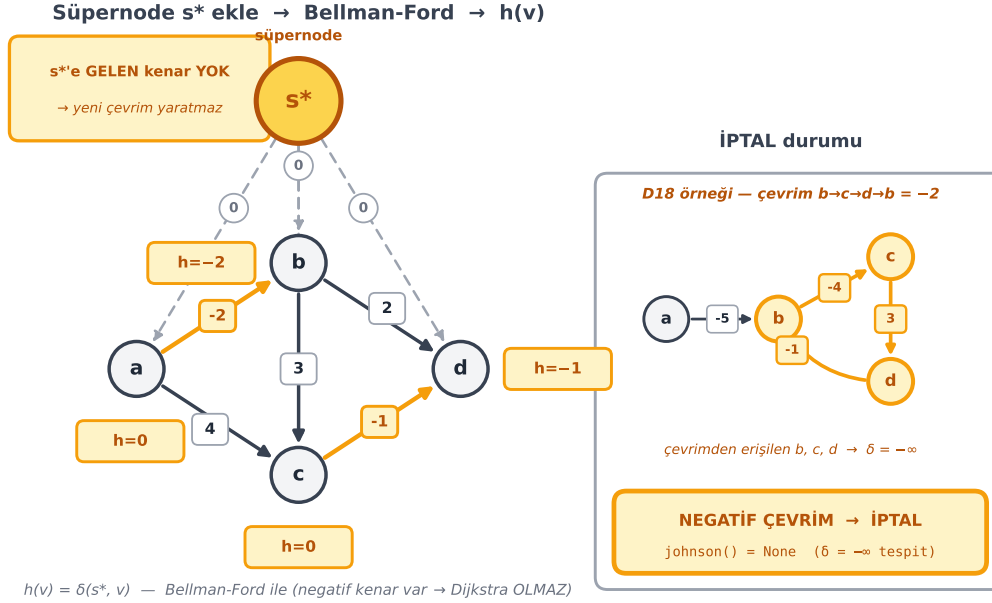 Süpernode s* ekle → Bellman-Ford → h(v)
süpernode
s*'e GELEN kenar YOK
→ yeni çevrim yaratmaz
s*
0
0
0
h=−2
b
-2
2
a
3
d
h=−1
4
-1
h=0
c
h=0
h(v) = δ(s*, v) — Bellman-Ford ile (negatif kenar var → Dijkstra OLMAZ)
İPTAL durumu
D18 örneği — çevrim b→c→d→b = −2
c
-4
a
-5
b
3
-1
d
çevrimden erişilen b, c, d → δ = −∞
NEGATİF ÇEVRİM → İPTAL
johnson() = None (δ = −∞ tespit)